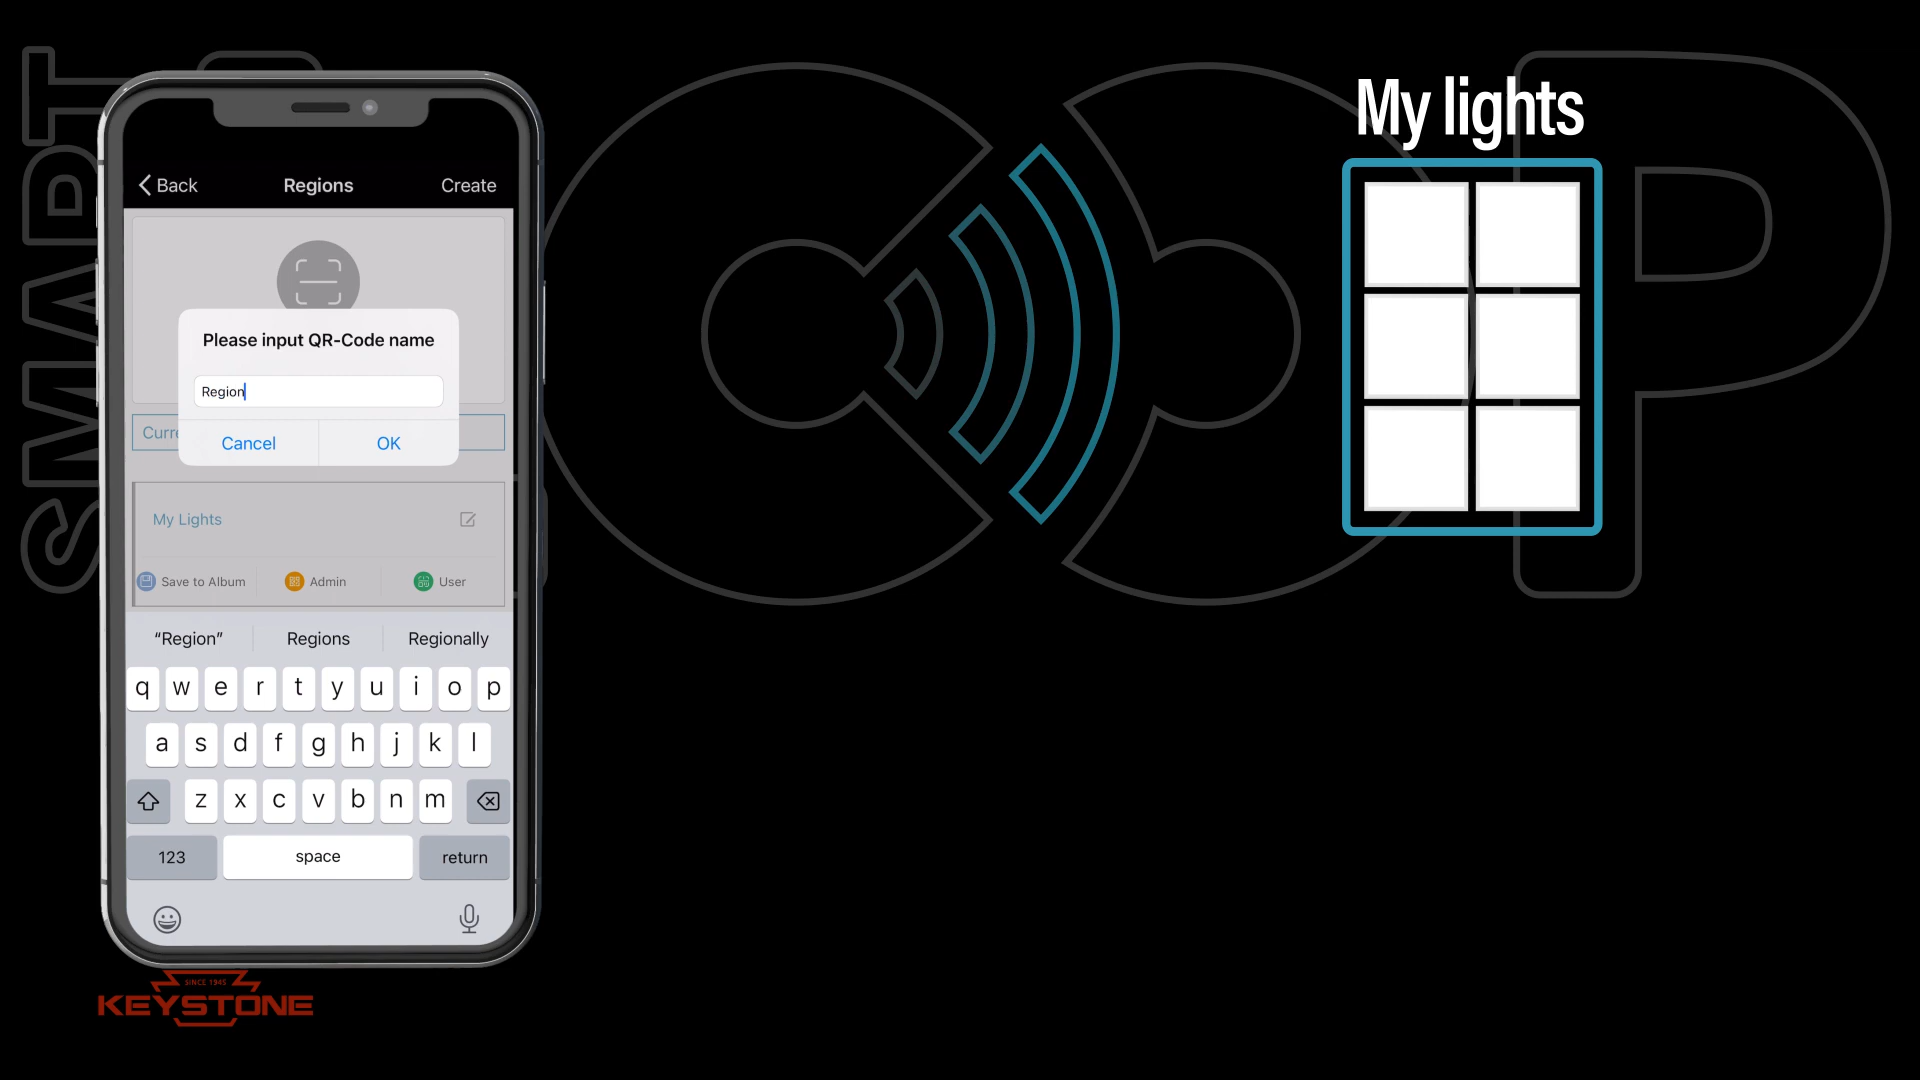 SMART
My lights
Back
Regions
Create
Please input QR-Code name
Region
Curre
Cancel
OK
My Lights
Save to Album
Admin
User
“Region”
Regions
Regionally
q w e r t y u i o p
a s d f g h j k l
z x c v b n m
123
space
return
SINCE 1945
KEYSTONE